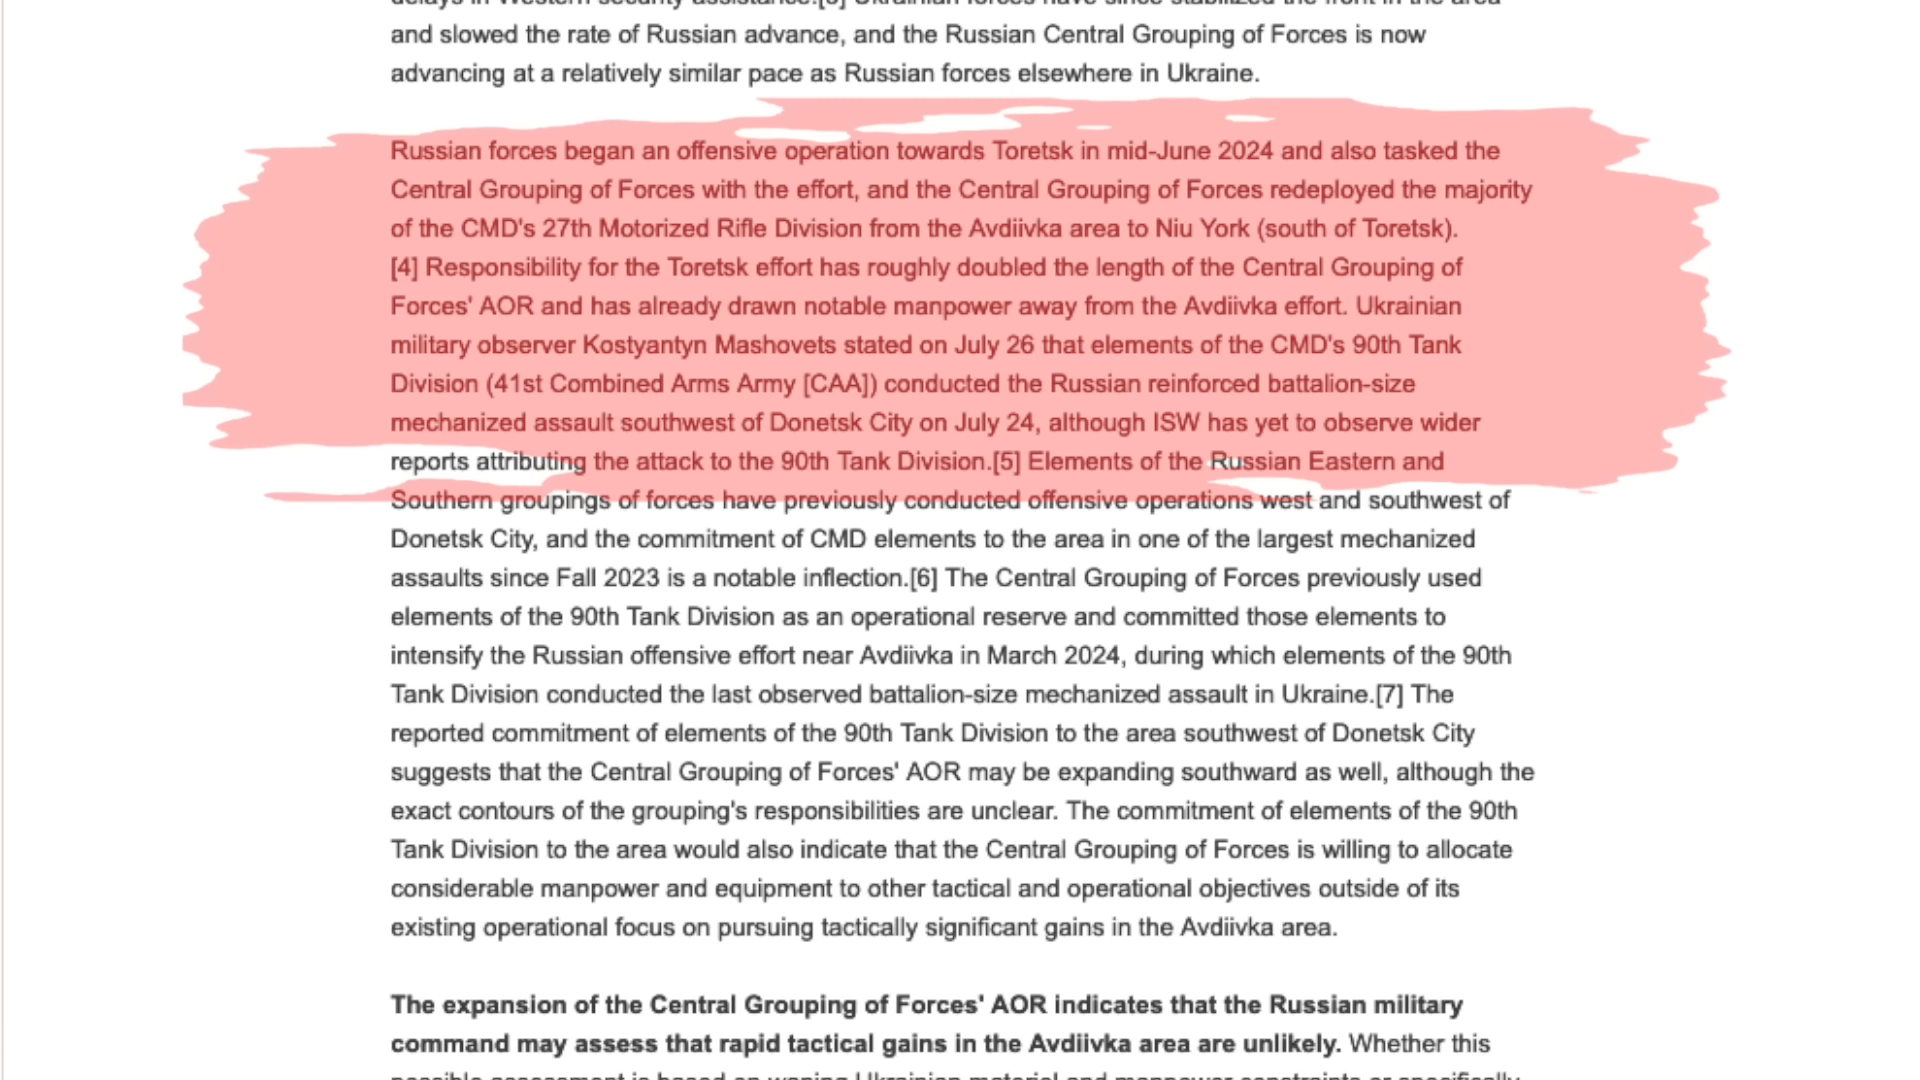 delays in Western security assistance.[3] Ukrainian forces have since stabilized the front in the area
and slowed the rate of Russian advance, and the Russian Central Grouping of Forces is now
advancing at a relatively similar pace as Russian forces elsewhere in Ukraine.
Russian forces began an offensive operation towards Toretsk in mid-June 2024 and also tasked the
Central Grouping of Forces with the effort, and the Central Grouping of Forces redeployed the majority
of the CMD's 27th Motorized Rifle Division from the Avdiivka area to Niu York (south of Toretsk).
[4] Responsibility for the Toretsk effort has roughly doubled the length of the Central Grouping of
Forces' AOR and has already drawn notable manpower away from the Avdiivka effort. Ukrainian
military observer Kostyantyn Mashovets stated on July 26 that elements of the CMD's 90th Tank
Division (41st Combined Arms Army [CAA]) conducted the Russian reinforced battalion-size
mechanized assault southwest of Donetsk City on July 24, although ISW has yet to observe wider
reports attributing the attack to the 90th Tank Division.[5] Elements of the Russian Eastern and
Southern groupings of forces have previously conducted offensive operations west and southwest of
Donetsk City, and the commitment of CMD elements to the area in one of the largest mechanized
assaults since Fall 2023 is a notable inflection.[6] The Central Grouping of Forces previously used
elements of the 90th Tank Division as an operational reserve and committed those elements to
intensify the Russian offensive effort near Avdiivka in March 2024, during which elements of the 90th
Tank Division conducted the last observed battalion-size mechanized assault in Ukraine.[7] The
reported commitment of elements of the 90th Tank Division to the area southwest of Donetsk City
suggests that the Central Grouping of Forces' AOR may be expanding southward as well, although the
exact contours of the grouping's responsibilities are unclear. The commitment of elements of the 90th
Tank Division to the area would also indicate that the Central Grouping of Forces is willing to allocate
considerable manpower and equipment to other tactical and operational objectives outside of its
existing operational focus on pursuing tactically significant gains in the Avdiivka area.
The expansion of the Central Grouping of Forces' AOR indicates that the Russian military
command may assess that rapid tactical gains in the Avdiivka area are unlikely. Whether this